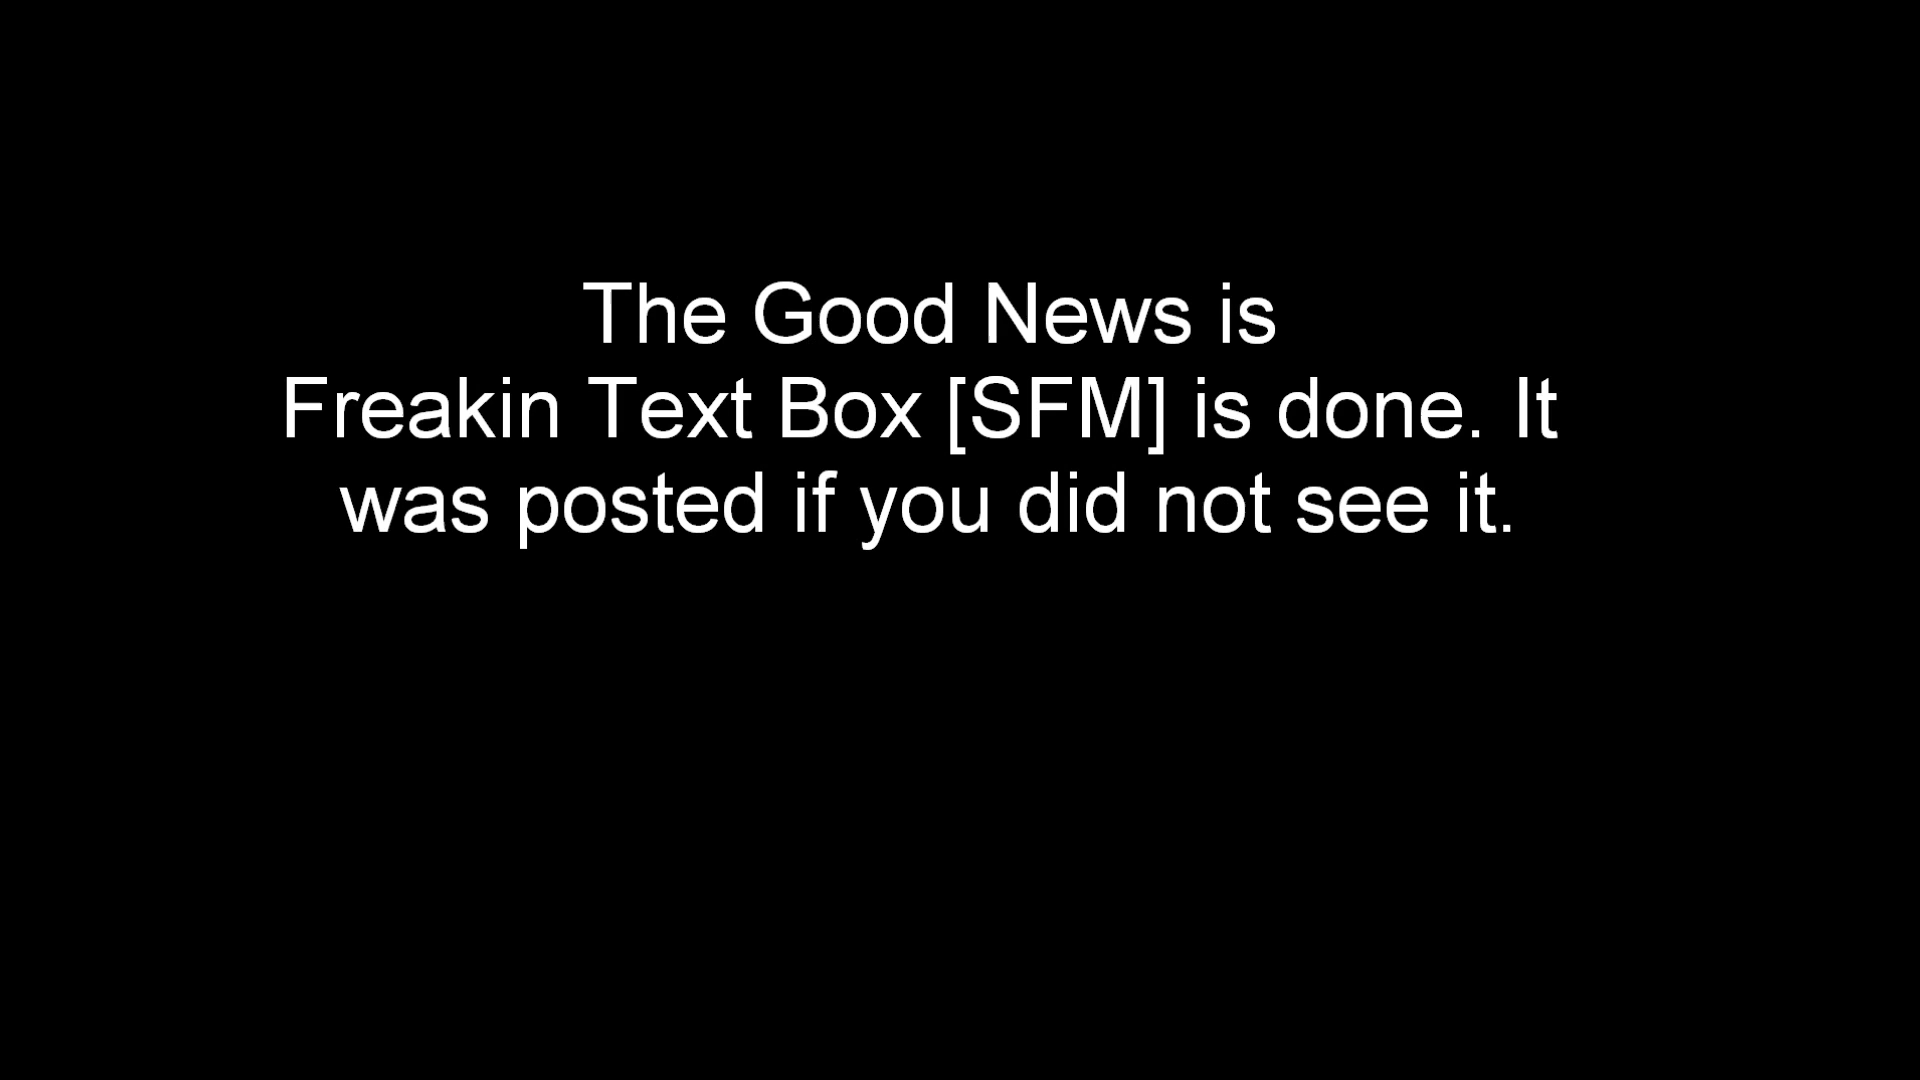 The Good News is
Freakin Text Box [SFM] is done. It
was posted if you did not see it.